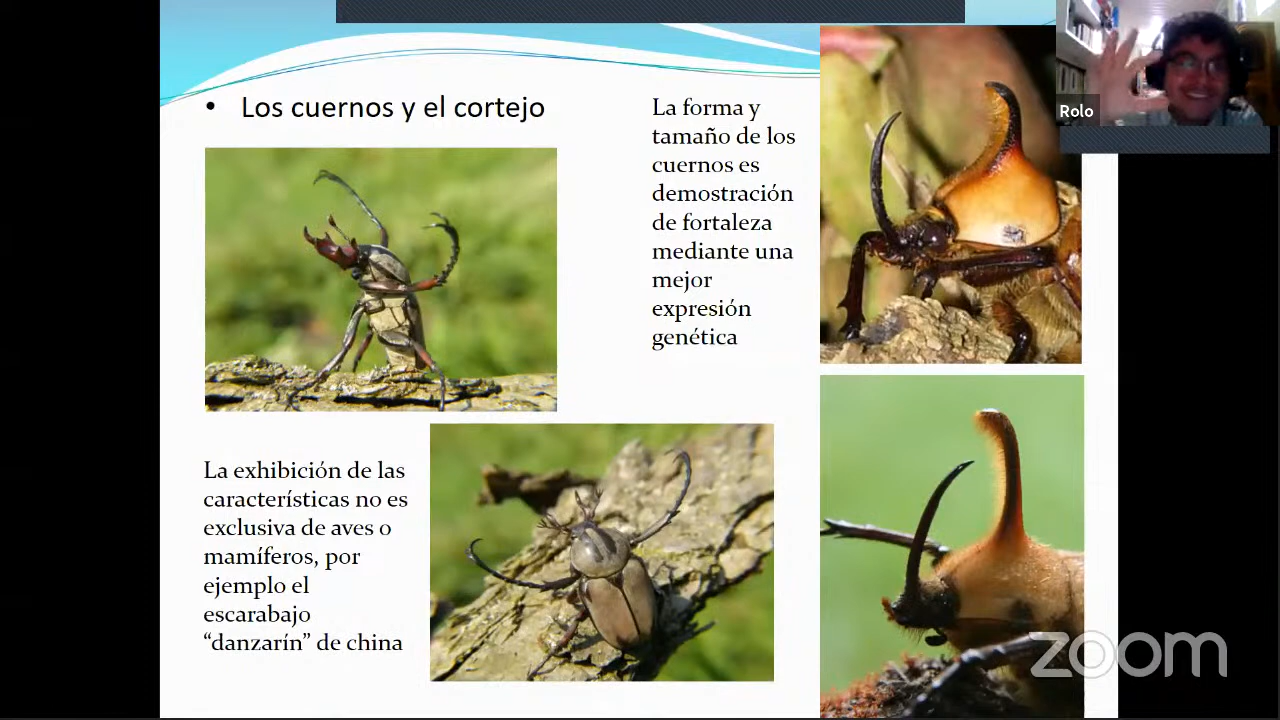 • Los cuernos y el cortejo
La forma y
tamaño de los
cuernos es
demostración
de fortaleza
mediante una
mejor
expresión
genética
Rolo
La exhibición de las
características no es
exclusiva de aves o
mamíferos, por
ejemplo el
escarabajo
“danzarín” de china
zoom